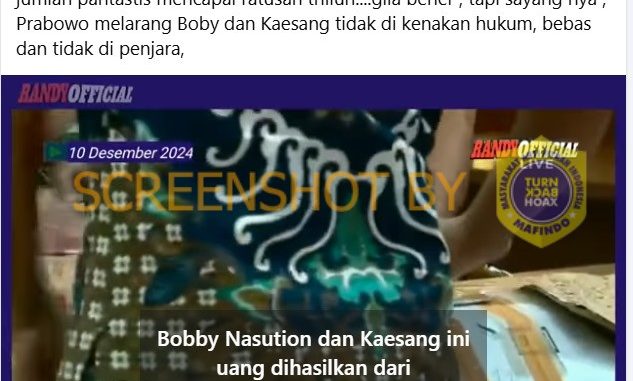 jumlah pantastis mencapai ratusan triliun....gila bener , tapi sayang nya ,
Prabowo melarang Boby dan Kaesang tidak di kenakan hukum, bebas
dan tidak di penjara,
RANDYOFFICIAL
10 Desember 2024
RANDYOFFICIAL
LIVE
SCREENSHOT BY
TURN
BACK
HOAX
MAFINDO
Bobby Nasution dan Kaesang ini
uang dihasilkan dari